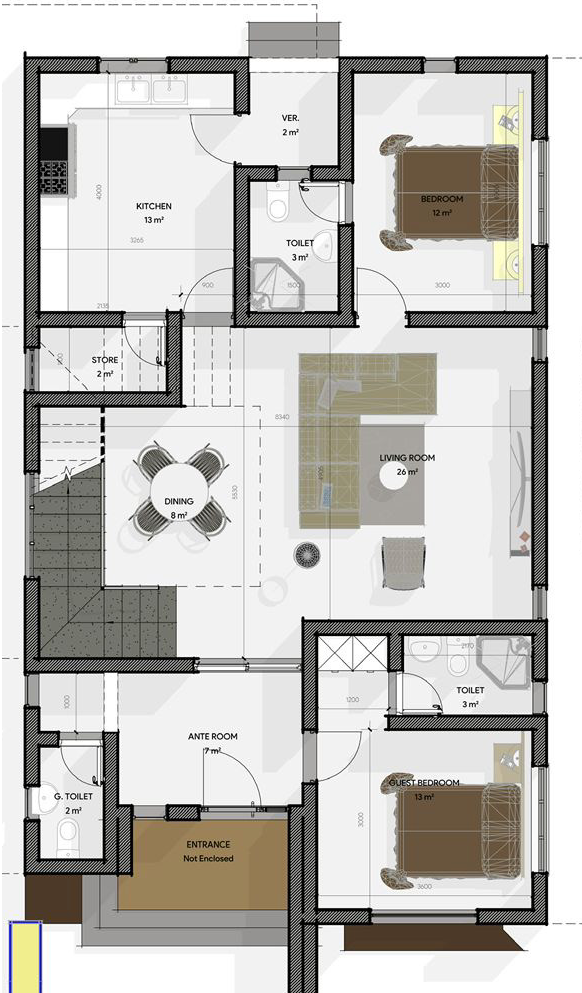 VER.
2 m²
KITCHEN
13 m²
4000
3265
BEDROOM
12 m²
TOILET
3 m²
900
1500
3000
2135
STORE
2 m²
8340
LIVING ROOM
26 m²
DINING
8 m²
5530
2170
TOILET
3 m²
1200
1000
ANTE ROOM
7 m²
GUEST BEDROOM
13 m²
G. TOILET
2 m²
3000
ENTRANCE
Not Enclosed
3600